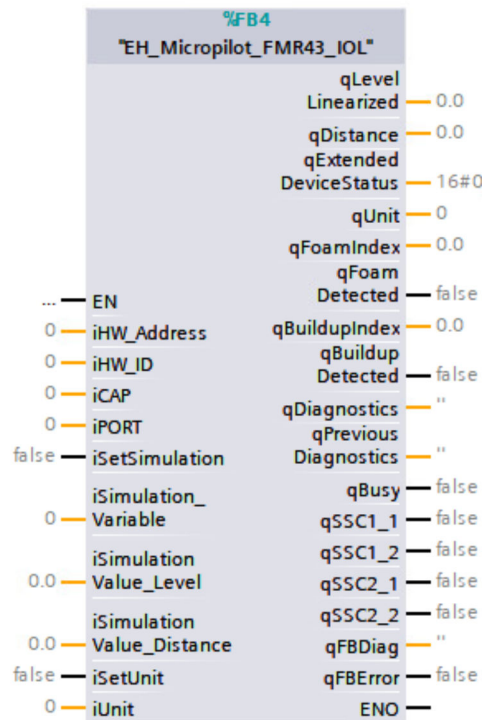 %FB4
"EH_Micropilot_FMR43_IOL"
qLevel
Linearized 0.0
qDistance 0.0
qExtended
DeviceStatus 16#0
qUnit 0
qFoamIndex 0.0
qFoam
Detected false
... EN
qBuildupIndex 0.0
0 iHW_Address
qBuildup
0 iHW_ID
Detected false
0 iCAP
qDiagnostics ''
0 iPORT
qPrevious
Diagnostics ''
false iSetSimulation
qBusy false
iSimulation_
0 Variable
qSSC1_1 false
qSSC1_2 false
iSimulation
0.0 Value_Level
qSSC2_1 false
qSSC2_2 false
iSimulation
0.0 Value_Distance
qFBDiag ''
false iSetUnit
qFBError false
0 iUnit
ENO